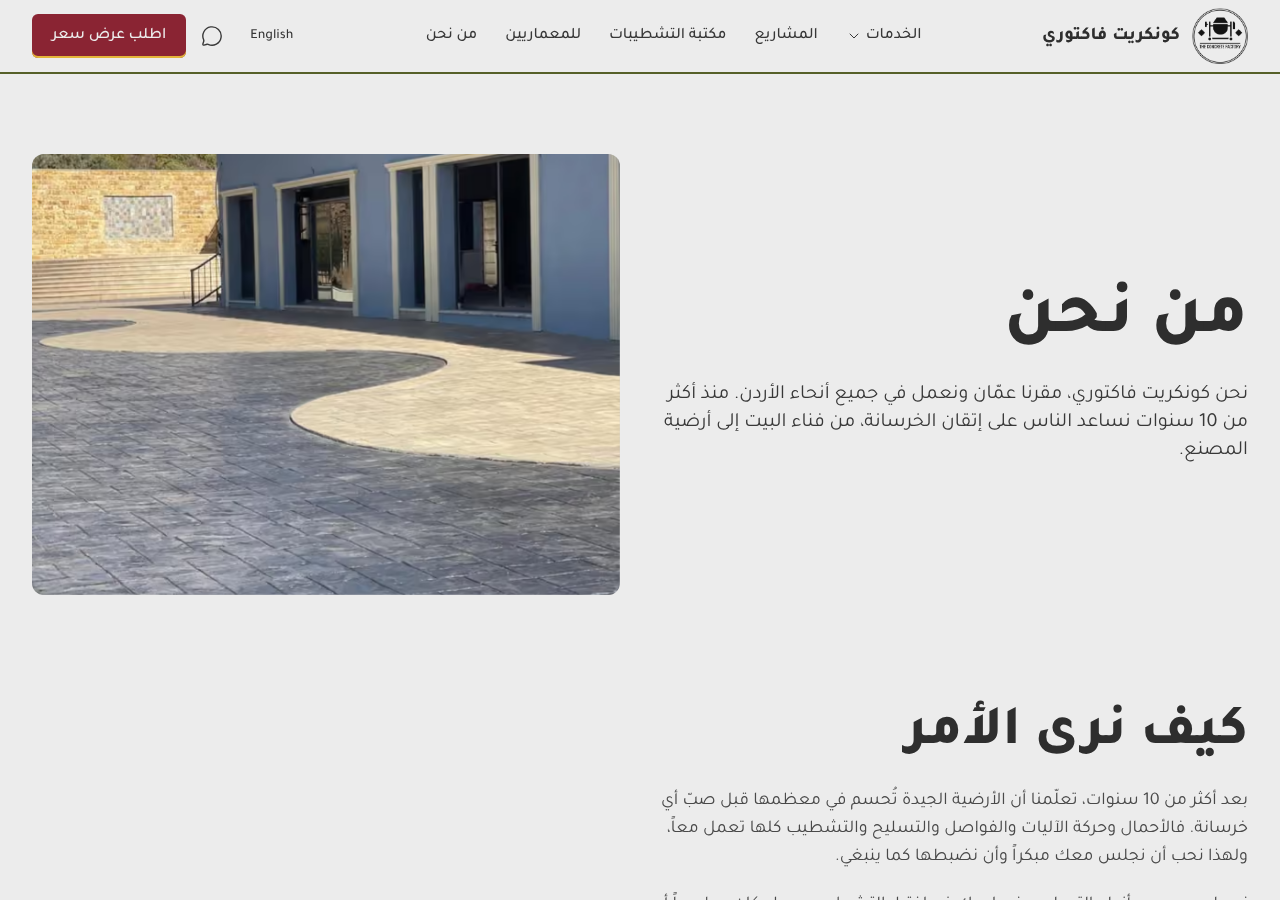 THE CONCRETE FACTORY
كونكريت فاكتوري
الخدمات
المشاريع
مكتبة التشطيبات
للمعماريين
من نحن
English
اطلب عرض سعر
من نحن
نحن كونكريت فاكتوري، مقرنا عمّان ونعمل في جميع أنحاء الأردن. منذ أكثر
من 10 سنوات نساعد الناس على إتقان الخرسانة، من فناء البيت إلى أرضية
المصنع.
كيف نرى الأمر
بعد أكثر من 10 سنوات، تعلّمنا أن الأرضية الجيدة تُحسم في معظمها قبل صبّ أي
خرسانة. فالأحمال وحركة الآليات والفواصل والتسليح والتشطيب كلها تعمل معاً،
ولهذا نحب أن نجلس معك مبكراً وأن نضبطها كما ينبغي.